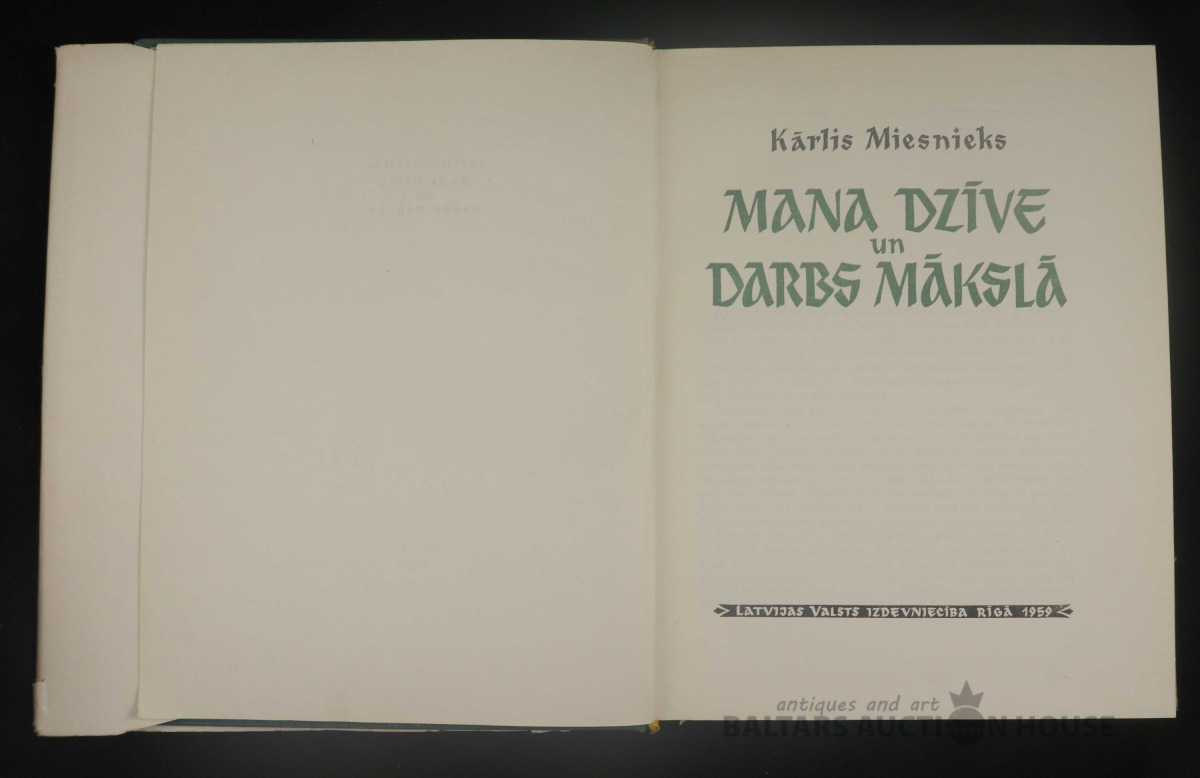 Kārlis Miesnieks
MANA DZĪVE
un
DARBS MĀKSLĀ
LATVIJAS VALSTS IZDEVNIECĪBA RĪGĀ 1959
antiques and art
BALTARS AUCTION HOUSE